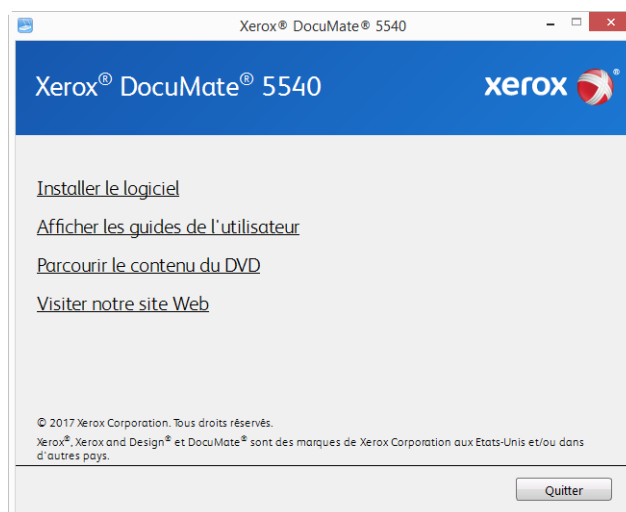 Xerox® DocuMate® 5540
Xerox® DocuMate® 5540
xerox®
Installer le logiciel
Afficher les guides de l'utilisateur
Parcourir le contenu du DVD
Visiter notre site Web
© 2017 Xerox Corporation. Tous droits réservés.
Xerox®, Xerox and Design® et DocuMate® sont des marques de Xerox Corporation aux Etats-Unis et/ou dans
d'autres pays.
Quitter